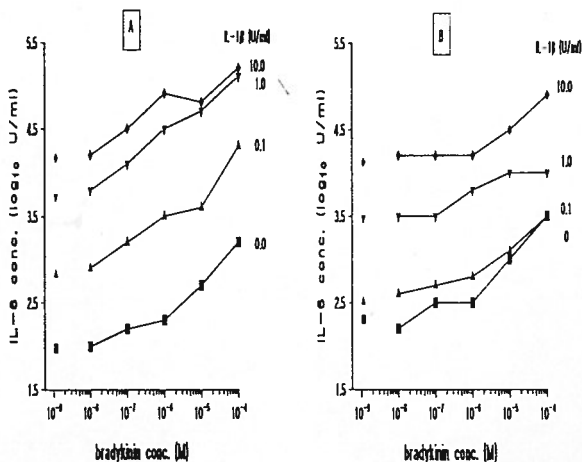 A
IL-1β (U/ml)
10.0
1.0
0.1
0.0
5.5
4.5
3.5
2.5
1.5
IL-6 conc. (log₁₀ U/ml)
10⁻⁹ 10⁻⁸ 10⁻⁷ 10⁻⁶ 10⁻⁵ 10⁻⁴
bradykinin conc. (M)
B
IL-1β (U/ml)
10.0
1.0
0.1
0
5.5
4.5
3.5
2.5
1.5
IL-6 conc. (log₁₀ U/ml)
10⁻⁹ 10⁻⁸ 10⁻⁷ 10⁻⁶ 10⁻⁵ 10⁻⁴
bradykinin conc. (M)